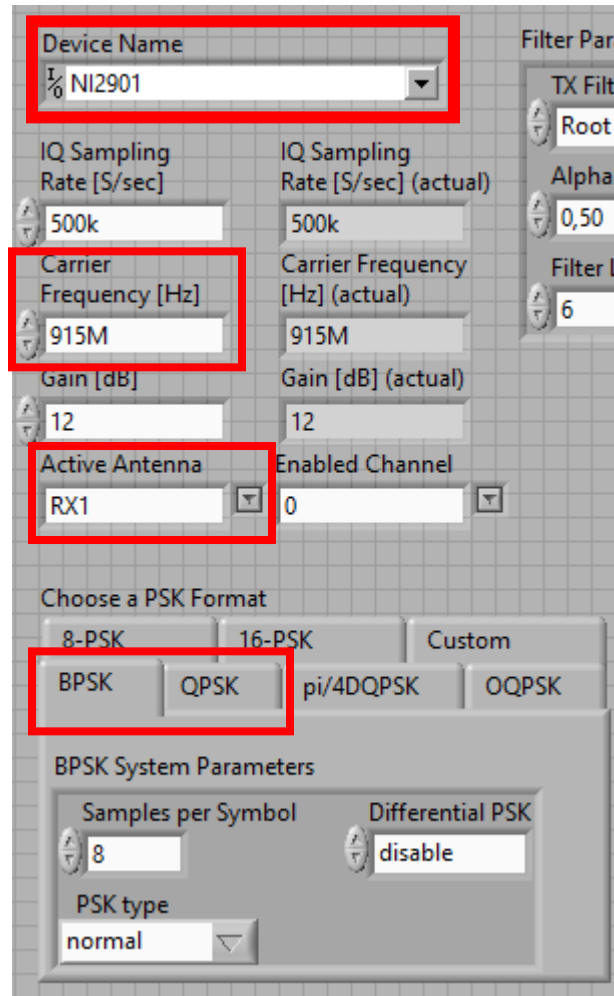 Device Name
I/O NI2901
Filter Par
TX Filt
Root
Alpha
0,50
Filter L
6
IQ Sampling
Rate [S/sec]
500k
IQ Sampling
Rate [S/sec] (actual)
500k
Carrier
Frequency [Hz]
915M
Carrier Frequency
[Hz] (actual)
915M
Gain [dB]
12
Gain [dB] (actual)
12
Active Antenna
RX1
Enabled Channel
0
Choose a PSK Format
8-PSK 16-PSK Custom
BPSK QPSK pi/4DQPSK OQPSK
BPSK System Parameters
Samples per Symbol
8
Differential PSK
disable
PSK type
normal